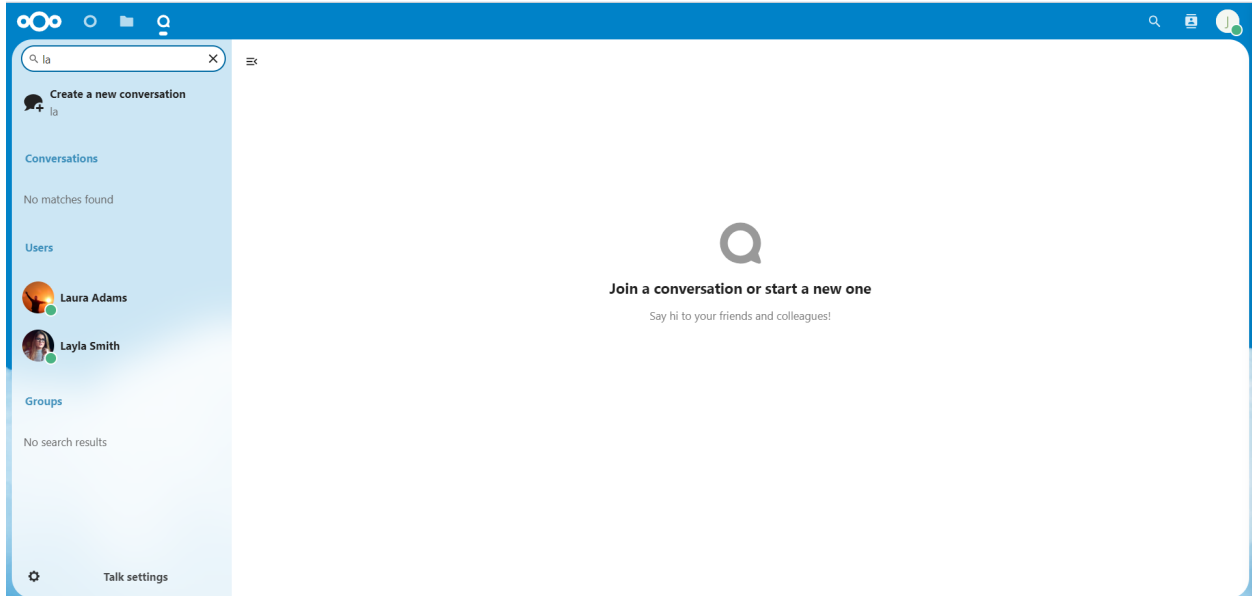 J
la
Create a new conversation
la
Conversations
No matches found
Users
Laura Adams
Layla Smith
Groups
No search results
Talk settings
Join a conversation or start a new one
Say hi to your friends and colleagues!